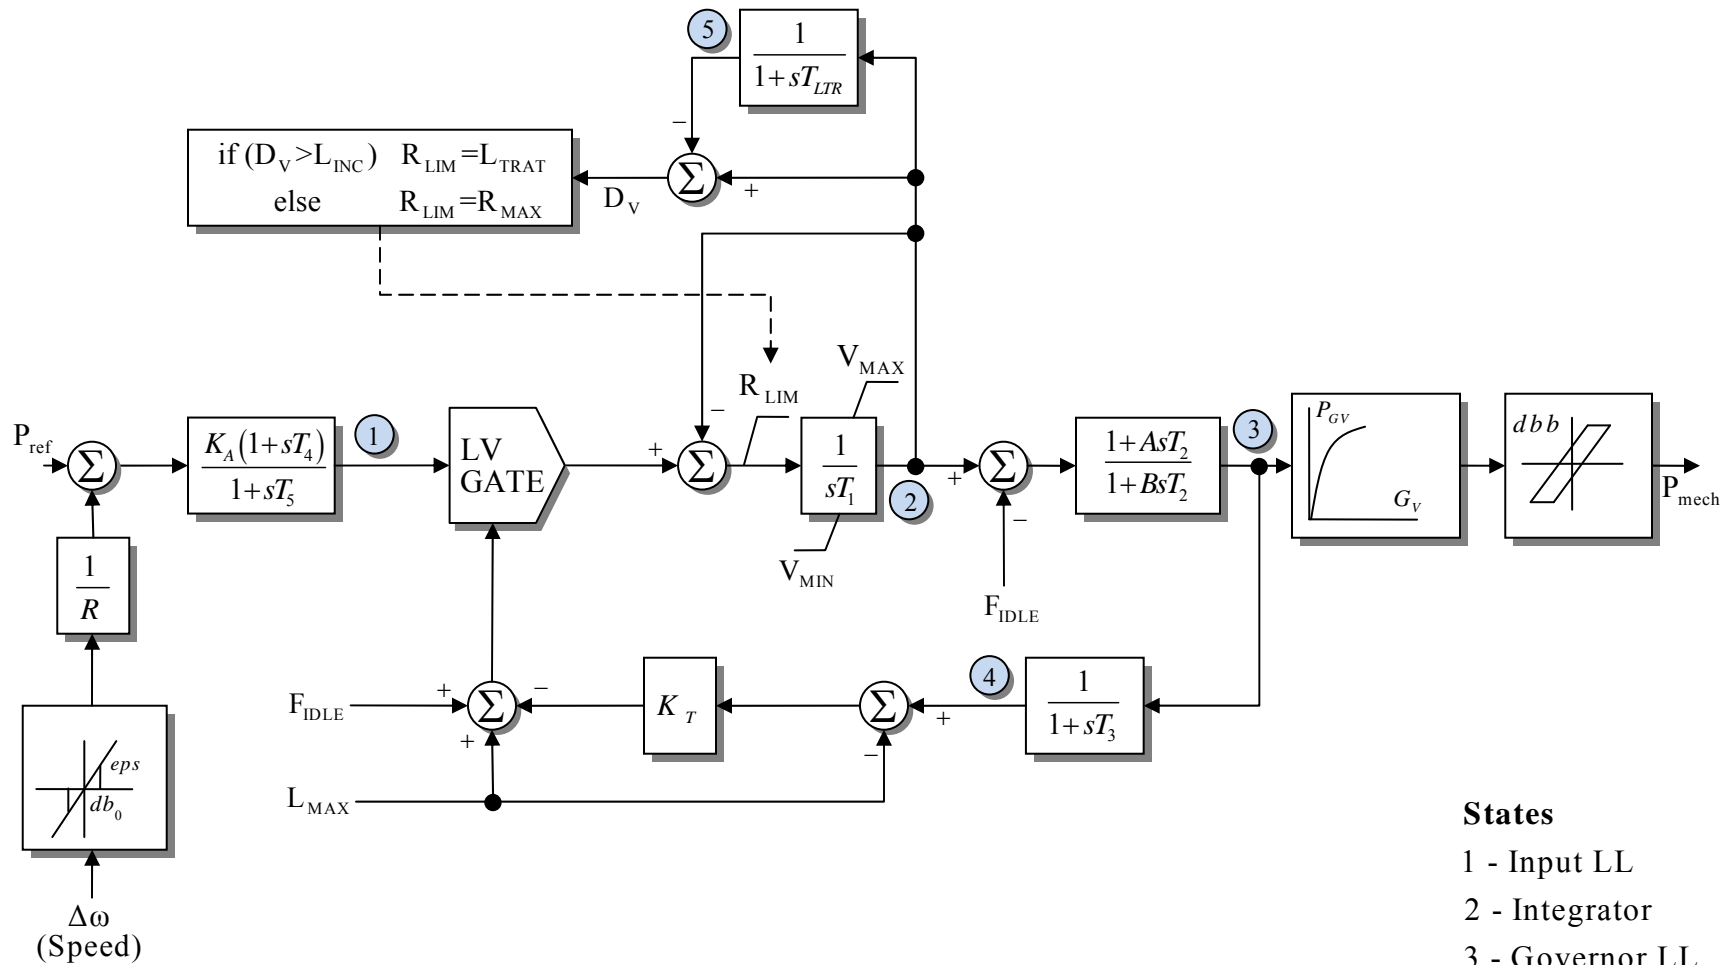 5
1
1+sT_LTR
−
if (D_V>L_INC) R_LIM=L_TRAT
else R_LIM=R_MAX
Σ
+
D_V
V_MAX
R_LIM
−
P_ref
Σ
K_A(1+sT_4)
1+sT_5
1
LV
GATE
+
Σ
1
sT_1
2
+
Σ
−
1+AsT_2
1+BsT_2
3
P_GV
G_V
dbb
P_mech
V_MIN
F_IDLE
1
R
F_IDLE
+
Σ
−
+
K_T
Σ
+
−
4
1
1+sT_3
L_MAX
eps
db_0
Δω
(Speed)
States
1 - Input LL
2 - Integrator
3 - Governor LL